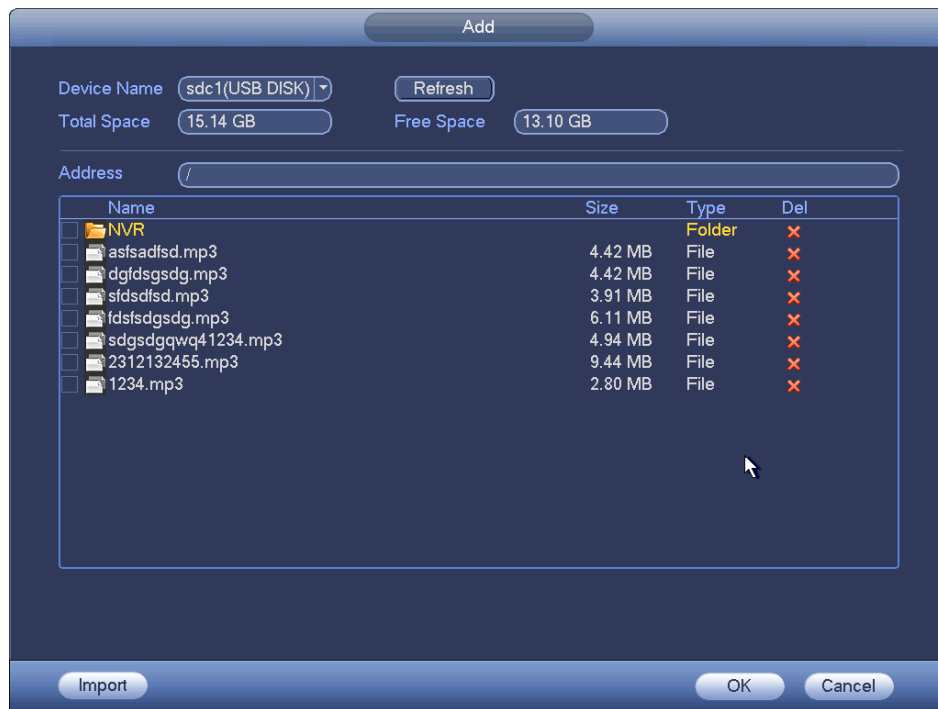 Add
Device Name sdc1(USB DISK) Refresh
Total Space 15.14 GB Free Space 13.10 GB
Address /
Name Size Type Del
NVR Folder
asfsadfsd.mp3 4.42 MB File
dgfdsgsdg.mp3 4.42 MB File
sfdsdfsd.mp3 3.91 MB File
fdsfsdgsdg.mp3 6.11 MB File
sdgsdgqwq41234.mp3 4.94 MB File
2312132455.mp3 9.44 MB File
1234.mp3 2.80 MB File
Import OK Cancel